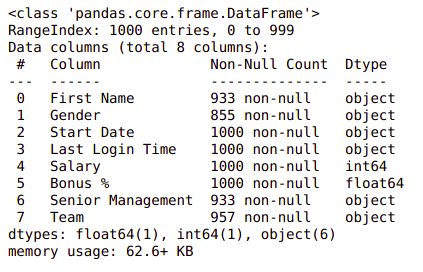 <class 'pandas.core.frame.DataFrame'>
RangeIndex: 1000 entries, 0 to 999
Data columns (total 8 columns):
 #   Column             Non-Null Count  Dtype
---  ------             --------------  -----
 0   First Name         933 non-null    object
 1   Gender             855 non-null    object
 2   Start Date         1000 non-null   object
 3   Last Login Time    1000 non-null   object
 4   Salary             1000 non-null   int64
 5   Bonus %            1000 non-null   float64
 6   Senior Management  933 non-null    object
 7   Team               957 non-null    object
dtypes: float64(1), int64(1), object(6)
memory usage: 62.6+ KB